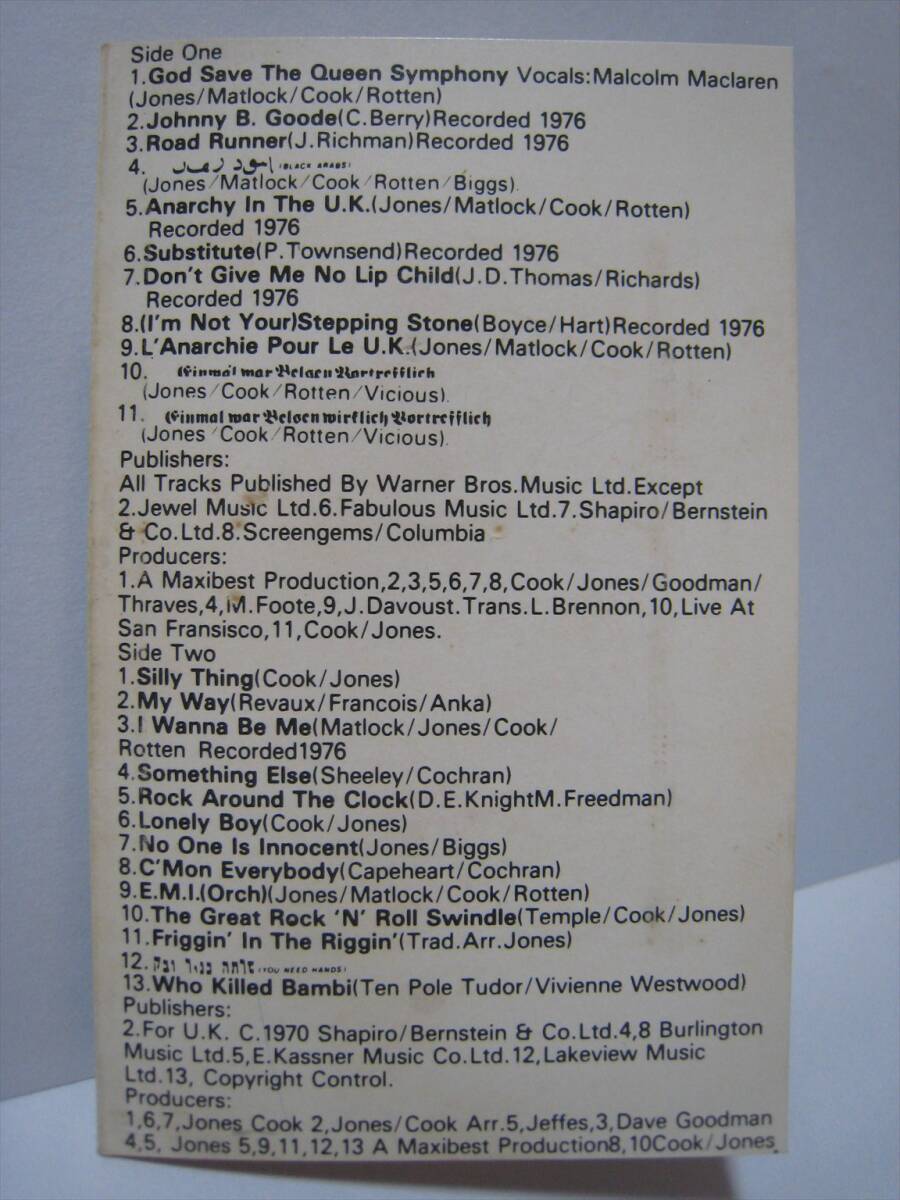 Side One
1.God Save The Queen Symphony Vocals:Malcolm Maclaren
(Jones/Matlock/Cook/Rotten)
2.Johnny B. Goode(C.Berry)Recorded 1976
3.Road Runner(J.Richman)Recorded 1976
4. (BLACK ARABS)
(Jones/Matlock/Cook/Rotten/Biggs).
5.Anarchy In The U.K.(Jones/Matlock/Cook/Rotten)
Recorded 1976
6.Substitute(P.Townsend)Recorded 1976
7.Don't Give Me No Lip Child(J.D.Thomas/Richards)
Recorded 1976
8.(I'm Not Your)Stepping Stone(Boyce/Hart)Recorded 1976
9.L'Anarchie Pour Le U.K.(Jones/Matlock/Cook/Rotten)
10. Einmal war Belsen Vortrefflich
(Jones/Cook/Rotten/Vicious).
11. Einmal war Belsen wirflich Vortrefflich
(Jones/Cook/Rotten/Vicious).
Publishers:
All Tracks Published By Warner Bros.Music Ltd.Except
2.Jewel Music Ltd.6.Fabulous Music Ltd.7.Shapiro/Bernstein
& Co.Ltd.8.Screengems/Columbia
Producers:
1.A Maxibest Production,2,3,5,6,7,8,Cook/Jones/Goodman/
Thraves,4,M.Foote,9,J.Davoust.Trans.L.Brennon,10,Live At
San Fransisco,11,Cook/Jones.
Side Two
1.Silly Thing(Cook/Jones)
2.My Way(Revaux/Francois/Anka)
3.I Wanna Be Me(Matlock/Jones/Cook/
Rotten Recorded1976
4.Something Else(Sheeley/Cochran)
5.Rock Around The Clock(D.E.KnightM.Freedman)
6.Lonely Boy(Cook/Jones)
7.No One Is Innocent(Jones/Biggs)
8.C'Mon Everybody(Capeheart/Cochran)
9.E.M.I.(Orch)(Jones/Matlock/Cook/Rotten)
10.The Great Rock 'N' Roll Swindle(Temple/Cook/Jones)
11.Friggin' In The Riggin'(Trad.Arr.Jones)
12. (YOU NEED HANDS)
13.Who Killed Bambi(Ten Pole Tudor/Vivienne Westwood)
Publishers:
2.For U.K. C.1970 Shapiro/Bernstein & Co.Ltd.4,8 Burlington
Music Ltd.5,E.Kassner Music Co.Ltd.12,Lakeview Music
Ltd.13, Copyright Control.
Producers:
1,6,7,Jones Cook 2,Jones/Cook Arr.5,Jeffes,3,Dave Goodman
4,5, Jones 5,9,11,12,13 A Maxibest Production8,10Cook/Jones.